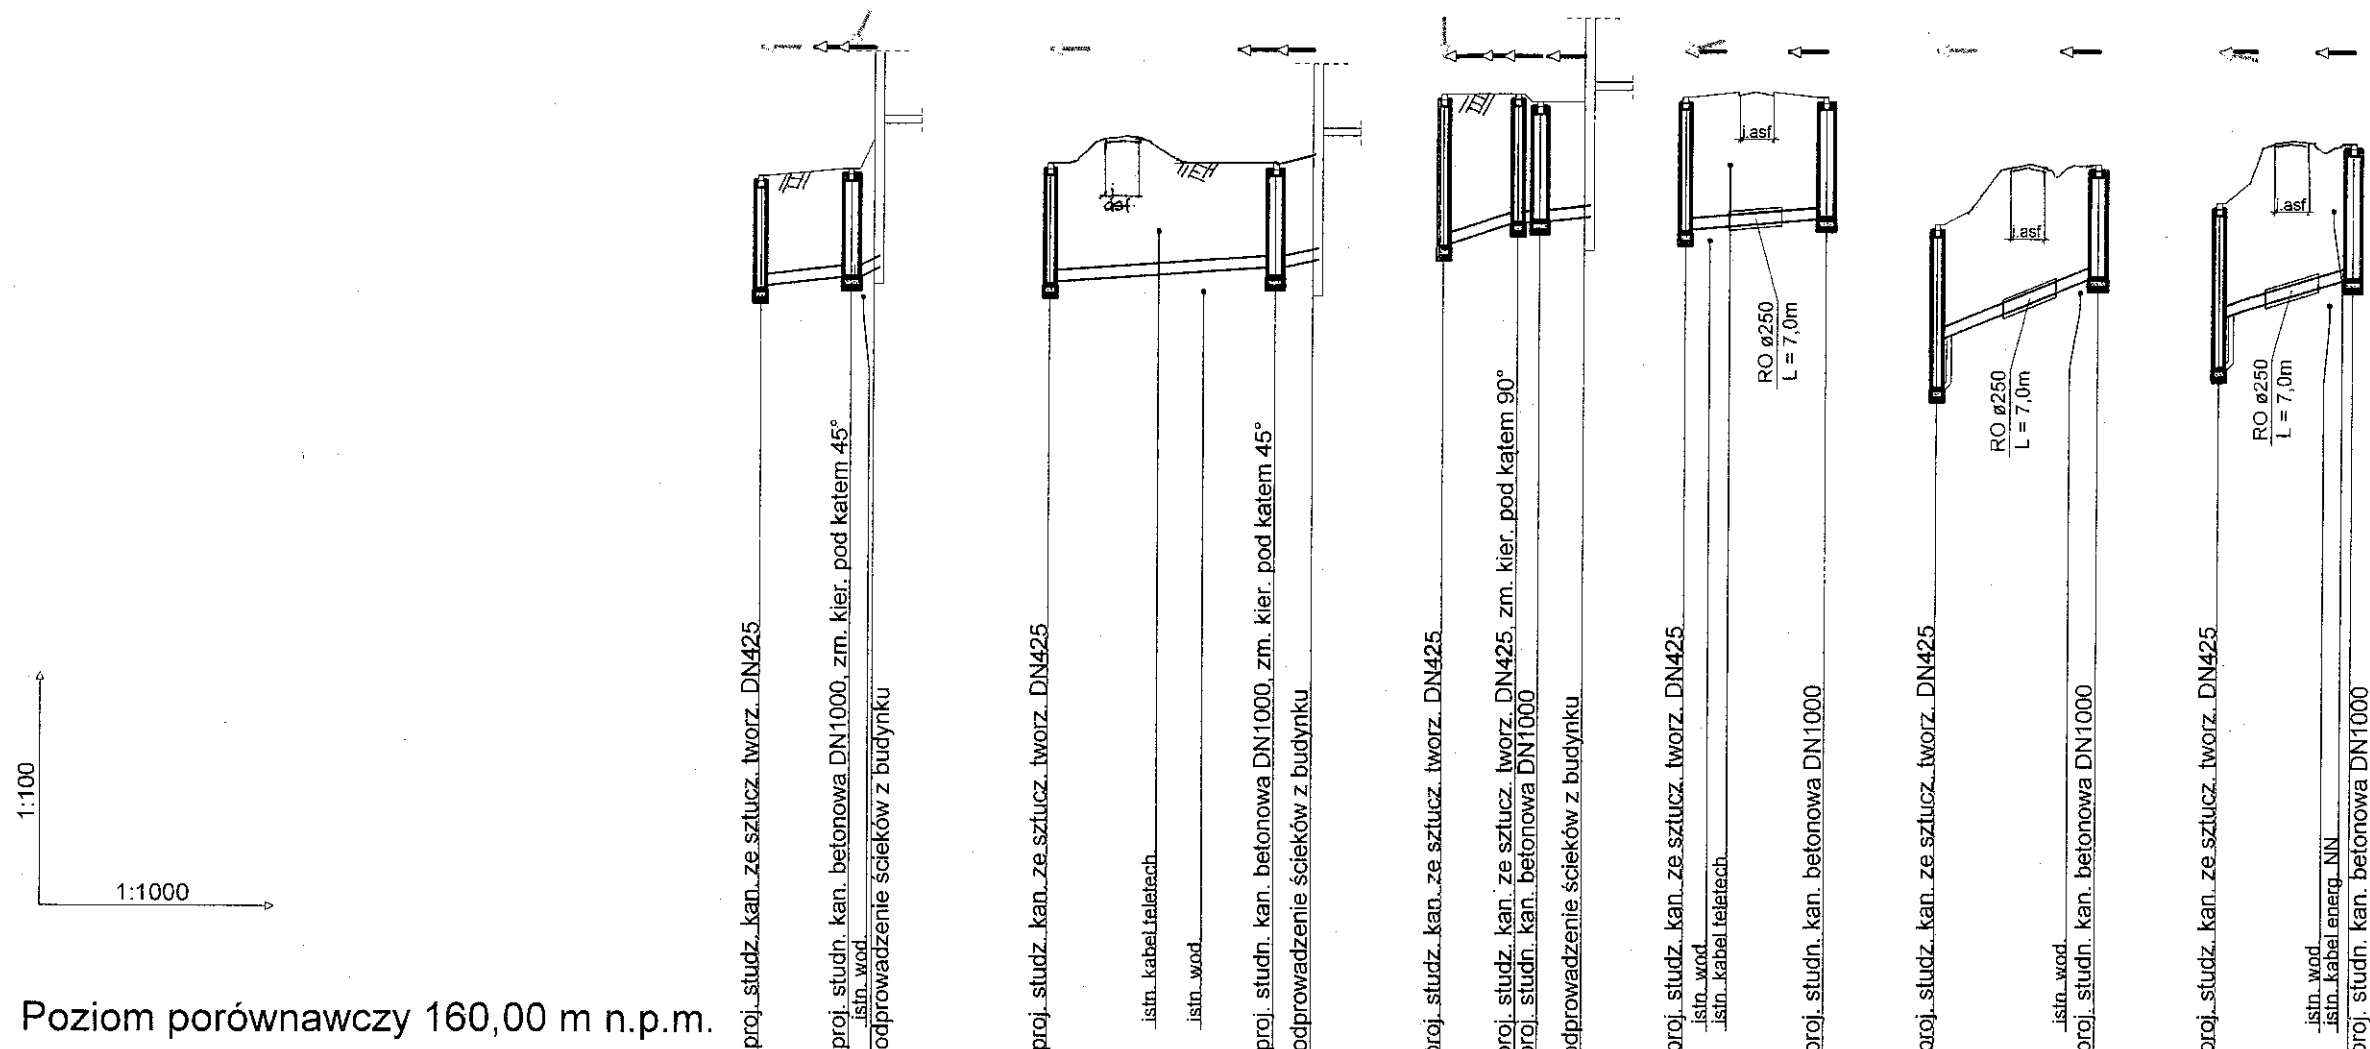 j.
asf.
j.asf
j.asf
j.asf
RO ø250
L = 7,0m
RO ø250
L = 7,0m
RO ø250
L = 7,0m
1:100
1:1000
Poziom porównawczy 160,00 m n.p.m.
proj. studz. kan. ze sztucz. tworz. DN425
proj. studn. kan. betonowa DN1000, zm. kier. pod katem 45°
istn. wod.
odprowadzenie ścieków z budynku
proj. studz. kan. ze sztucz. tworz. DN425
istn. kabel teletech.
istn. wod.
proj. studn. kan. betonowa DN1000, zm. kier. pod katem 45°
odprowadzenie ścieków z budynku
proj. studz. kan. ze sztucz. tworz. DN425
proj. studz. kan. ze sztucz. tworz. DN425, zm. kier. pod kątem 90°
proj. studn. kan. betonowa DN1000
odprowadzenie ścieków z budynku
proj. studz. kan. ze sztucz. tworz. DN425
istn. wod.
istn. kabel teletech.
proj. studn. kan. betonowa DN1000
proj. studz. kan. ze sztucz. tworz. DN425
istn. wod.
proj. studn. kan. betonowa DN1000
proj. studz. kan. ze sztucz. tworz. DN425
istn. wod.
istn. kabel energ. NN
proj. studn. kan. betonowa DN1000